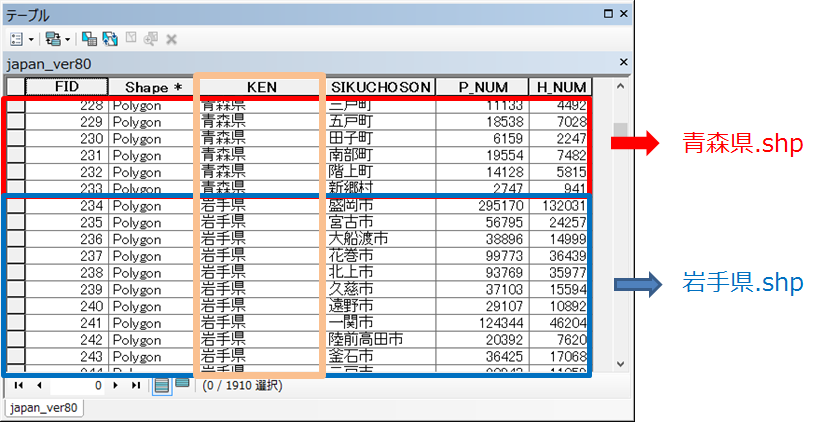 テーブル
japan_ver80
FID Shape * KEN SIKUCHOSON P_NUM H_NUM
228 Polygon 青森県 三戸町 11133 4492
229 Polygon 青森県 五戸町 18538 7028
230 Polygon 青森県 田子町 6159 2247
231 Polygon 青森県 南部町 19554 7482
232 Polygon 青森県 階上町 14128 5815
233 Polygon 青森県 新郷村 2747 941
234 Polygon 岩手県 盛岡市 295170 132031
235 Polygon 岩手県 宮古市 56795 24257
236 Polygon 岩手県 大船渡市 38896 14999
237 Polygon 岩手県 花巻市 99773 36439
238 Polygon 岩手県 北上市 93769 35977
239 Polygon 岩手県 久慈市 37103 15594
240 Polygon 岩手県 遠野市 29107 10892
241 Polygon 岩手県 一関市 124344 46204
242 Polygon 岩手県 陸前高田市 20392 7620
243 Polygon 岩手県 釜石市 36425 17068
青森県.shp
岩手県.shp
0 (0 / 1910 選択)
japan_ver80